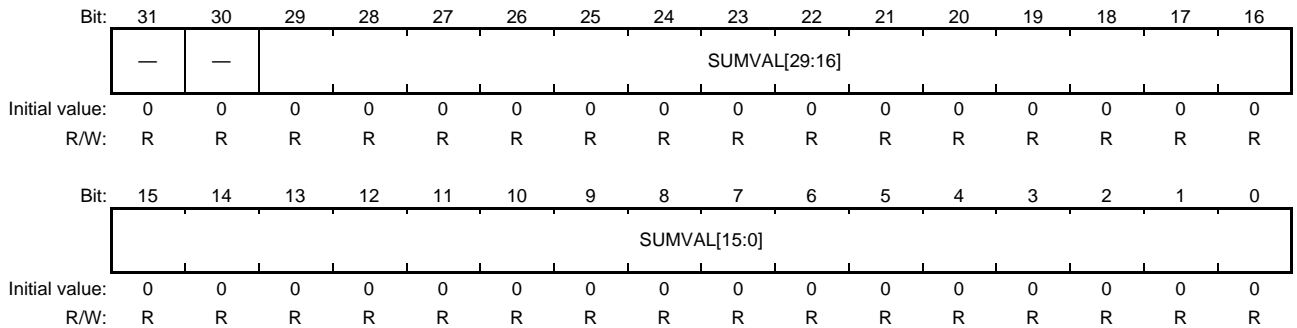 Bit: 31 30 29 28 27 26 25 24 23 22 21 20 19 18 17 16
— — SUMVAL[29:16]
Initial value: 0 0 0 0 0 0 0 0 0 0 0 0 0 0 0 0
R/W: R R R R R R R R R R R R R R R R
Bit: 15 14 13 12 11 10 9 8 7 6 5 4 3 2 1 0
SUMVAL[15:0]
Initial value: 0 0 0 0 0 0 0 0 0 0 0 0 0 0 0 0
R/W: R R R R R R R R R R R R R R R R